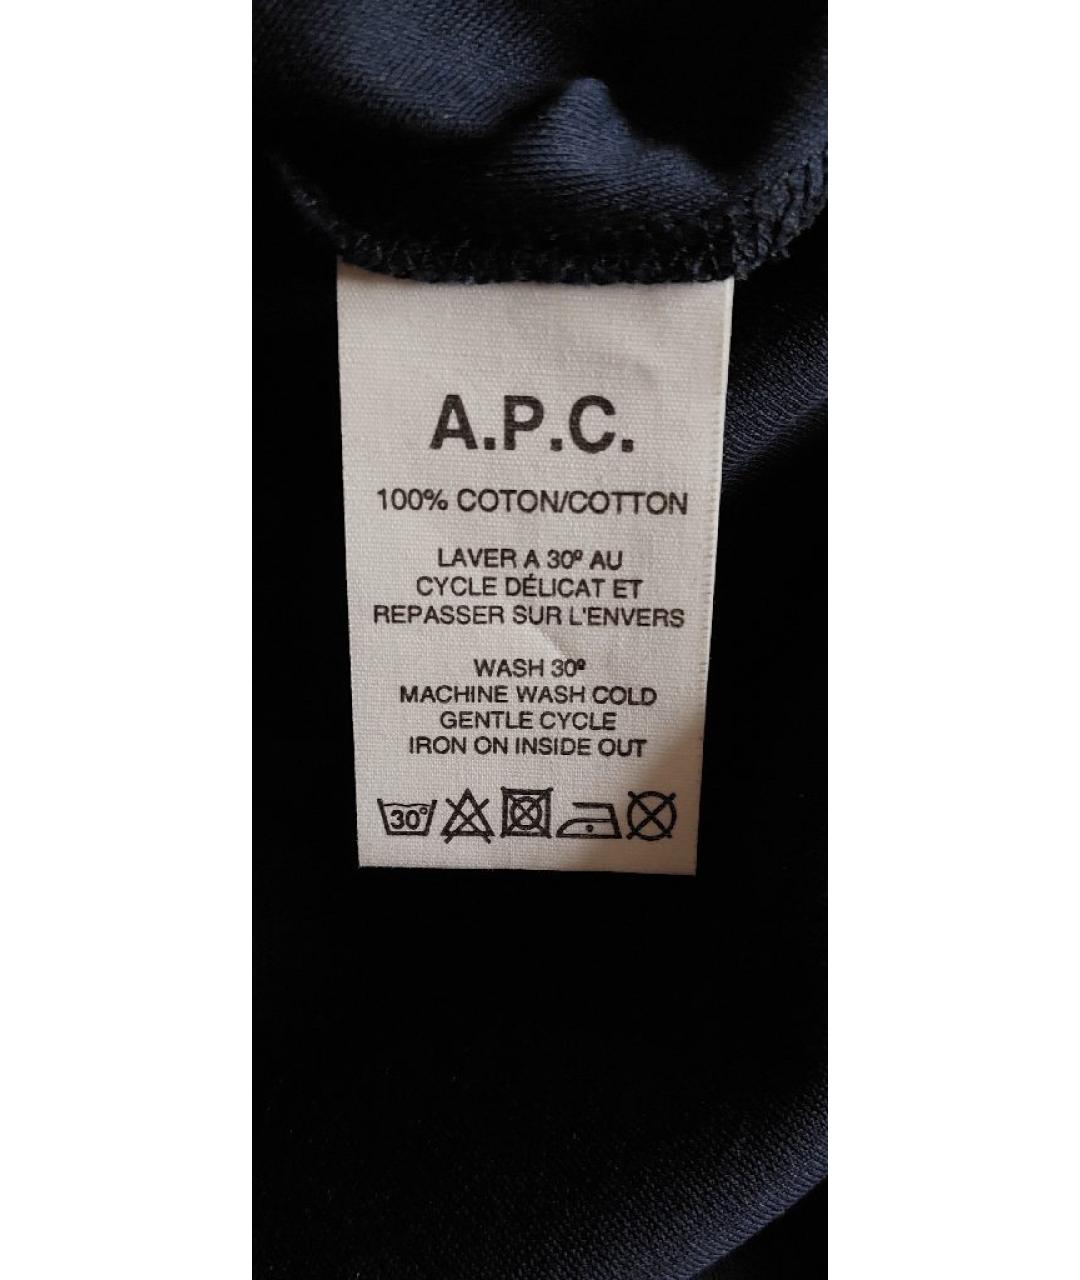 A.P.C.
100% COTON/COTTON
LAVER A 30º AU
CYCLE DÉLICAT ET
REPASSER SUR L'ENVERS
WASH 30º
MACHINE WASH COLD
GENTLE CYCLE
IRON ON INSIDE OUT
30°